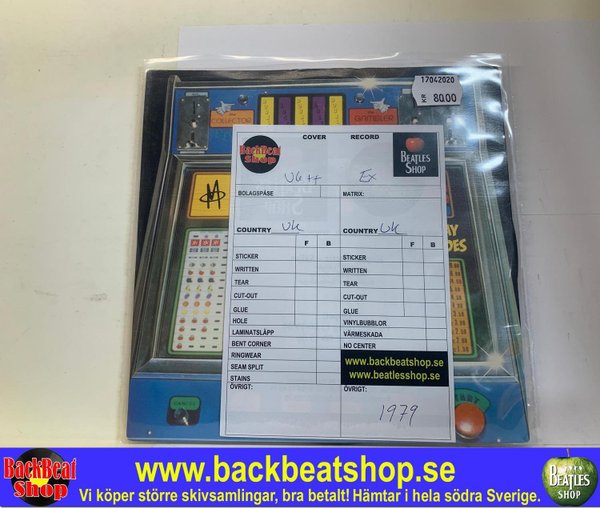 17042020
KR 80.00
the COLLECTOR
the GAMBLER
COVER RECORD
BackBeat Shop
BEATLES SHOP
VG++ Ex
BOLAGSPÅSE MATRIX:
COUNTRY UK COUNTRY UK
F B F B
STICKER STICKER
WRITTEN WRITTEN
TEAR TEAR
CUT-OUT CUT-OUT
GLUE GLUE
HOLE VINYLBUBBLOR
LAMINATSLÄPP VÄRMESKADA
BENT CORNER NO CENTER
RINGWEAR
SEAM SPLIT
STAINS
www.backbeatshop.se
www.beatlesshop.se
ÖVRIGT: ÖVRIGT:
1979
CANCEL
BackBeat Shop
www.backbeatshop.se
Vi köper större skivsamlingar, bra betalt! Hämtar i hela södra Sverige.
BEATLES SHOP